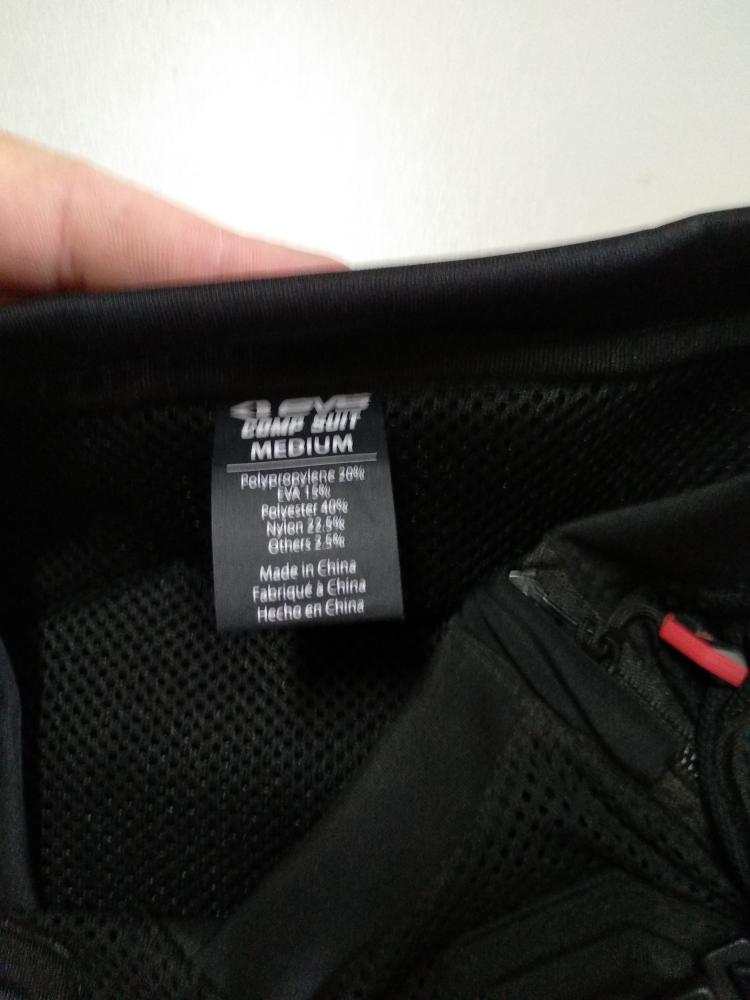 EVS
COMP SUIT
MEDIUM
Polypropylene 20%
EVA 15%
Polyester 40%
Nylon 22.5%
Others 2.5%
Made in China
Fabriqué à China
Hecho en China